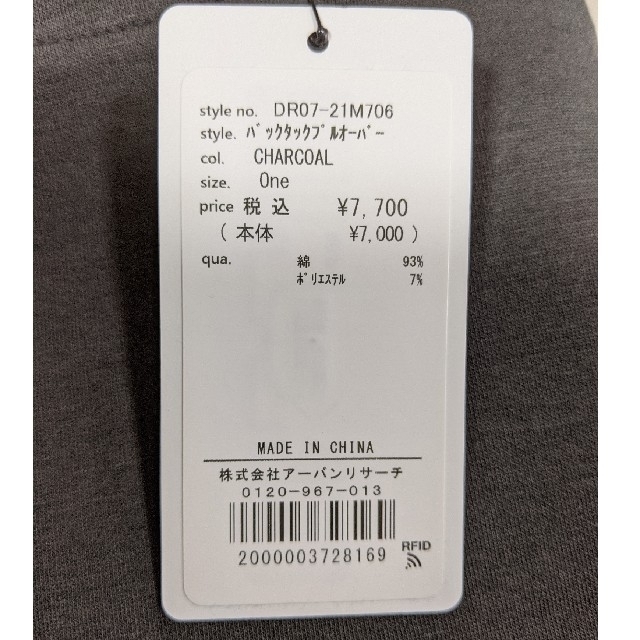 style no. DR07-21M706
style. ﾊﾞｯｸﾀｯｸﾌﾟﾙｵｰﾊﾞｰ
col. CHARCOAL
size. One
price 税込 ¥7,700
( 本体 ¥7,000 )
qua. 綿 93%
ﾎﾟﾘｴｽﾃﾙ 7%
MADE IN CHINA
株式会社アーバンリサーチ
0120-967-013
2000003728169
RFID